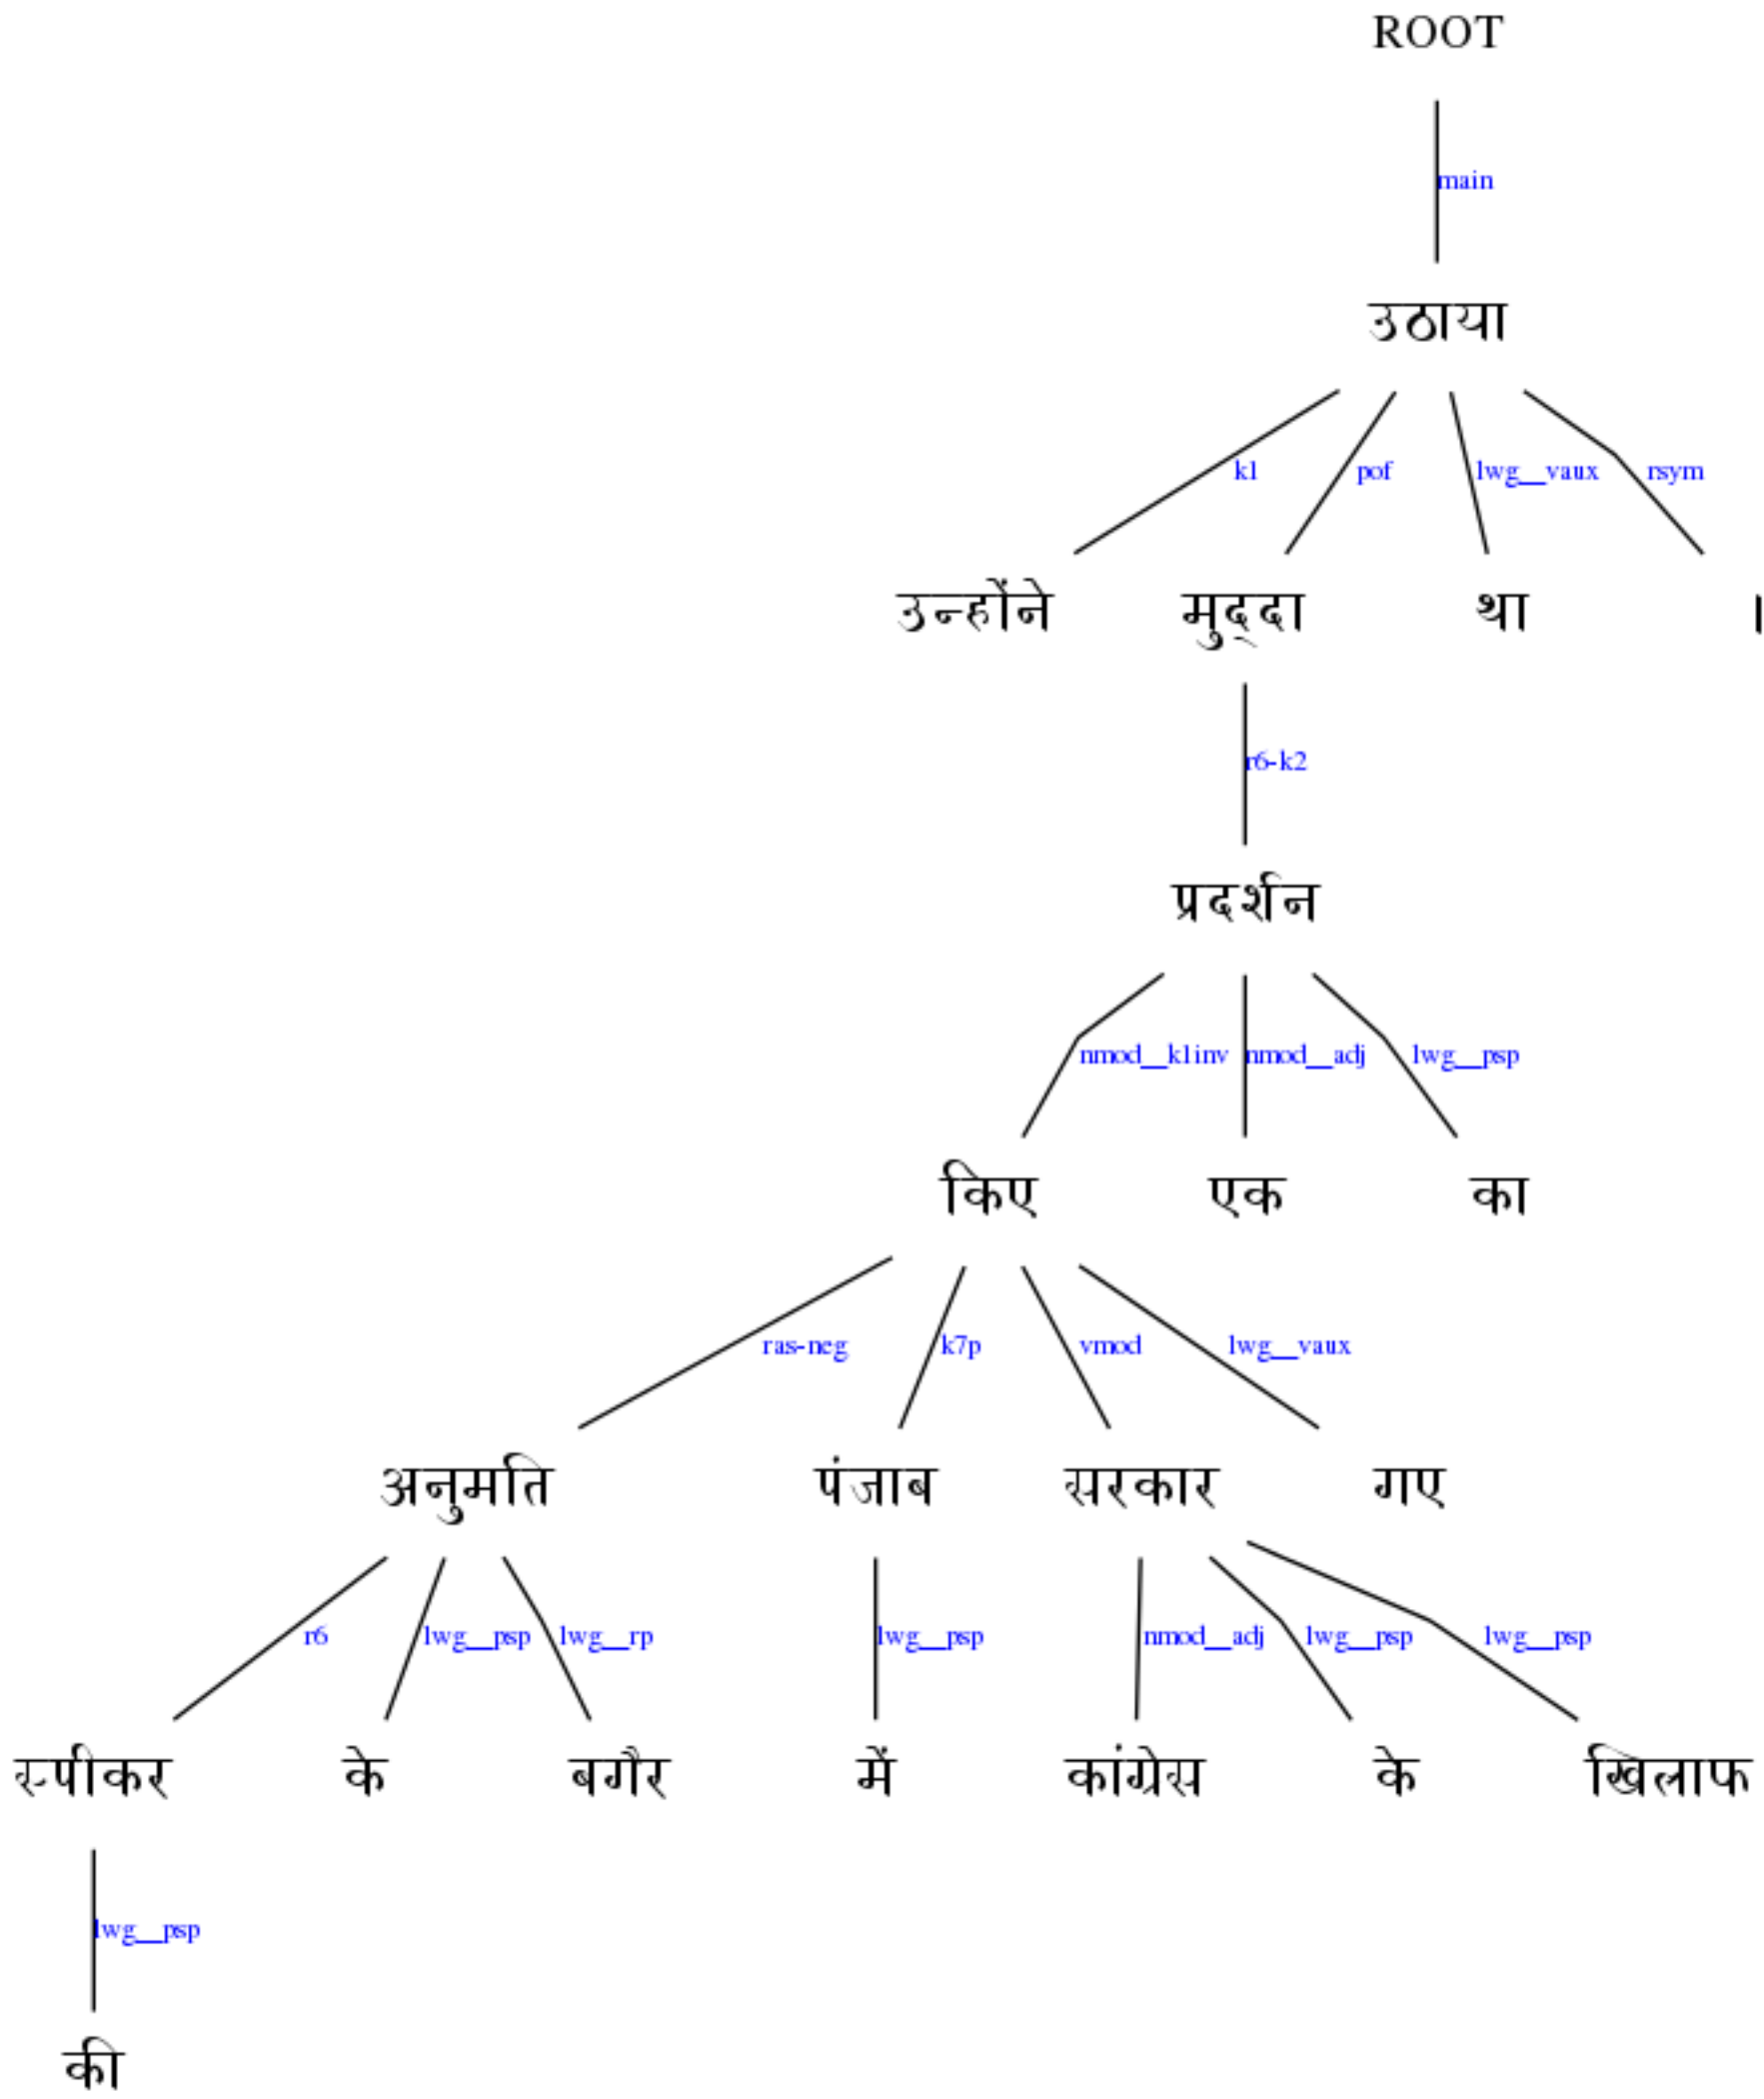 ROOT
main
उठाया
k1 pof lwg__vaux rsym
उन्होंने मुद्दा था ।
r6-k2
प्रदर्शन
nmod__k1inv nmod__adj lwg__psp
किए एक का
ras-neg k7p vmod lwg__vaux
अनुमति पंजाब सरकार गए
r6 lwg__psp lwg__rp lwg__psp nmod__adj lwg__psp lwg__psp
स्पीकर के बगैर में कांग्रेस के खिलाफ
lwg__psp
की